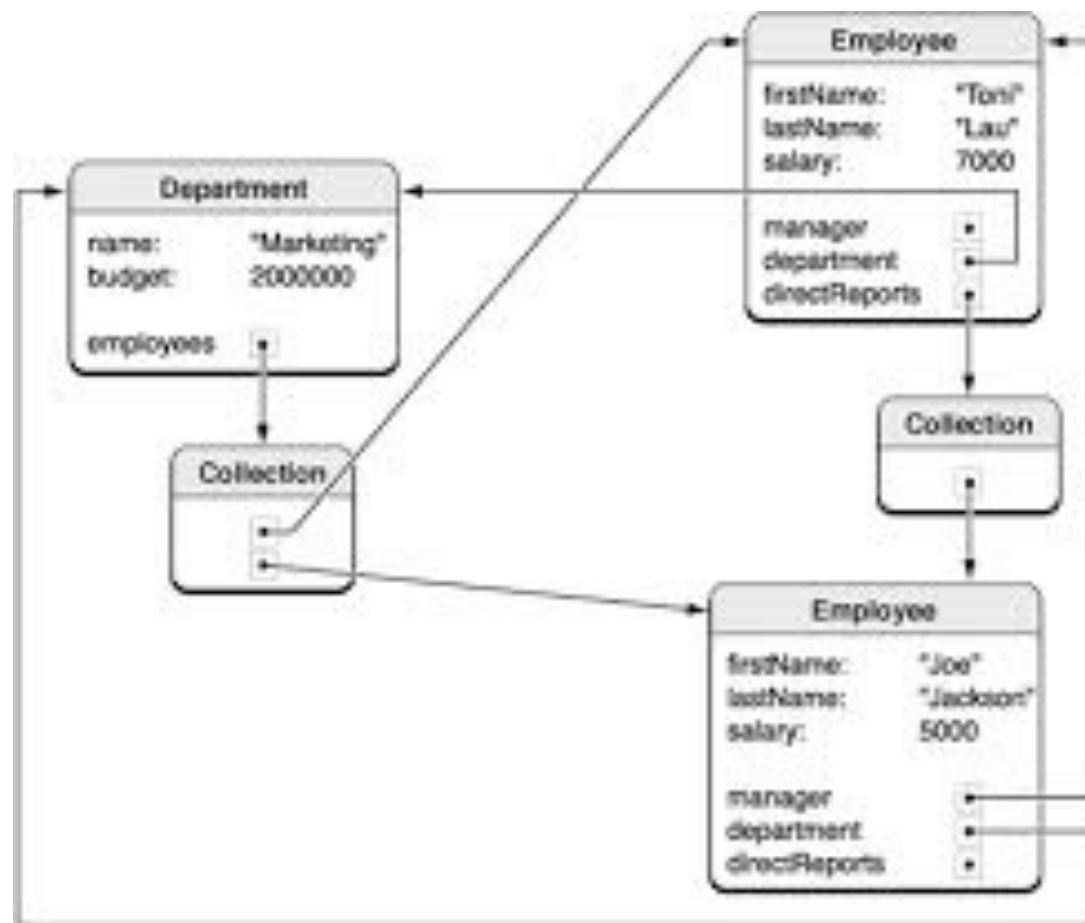 Employee
firstName: "Toni"
lastName: "Lau"
salary: 7000
manager
department
directReports
Department
name: "Marketing"
budget: 2000000
employees
Collection
Collection
Employee
firstName: "Joe"
lastName: "Jackson"
salary: 5000
manager
department
directReports